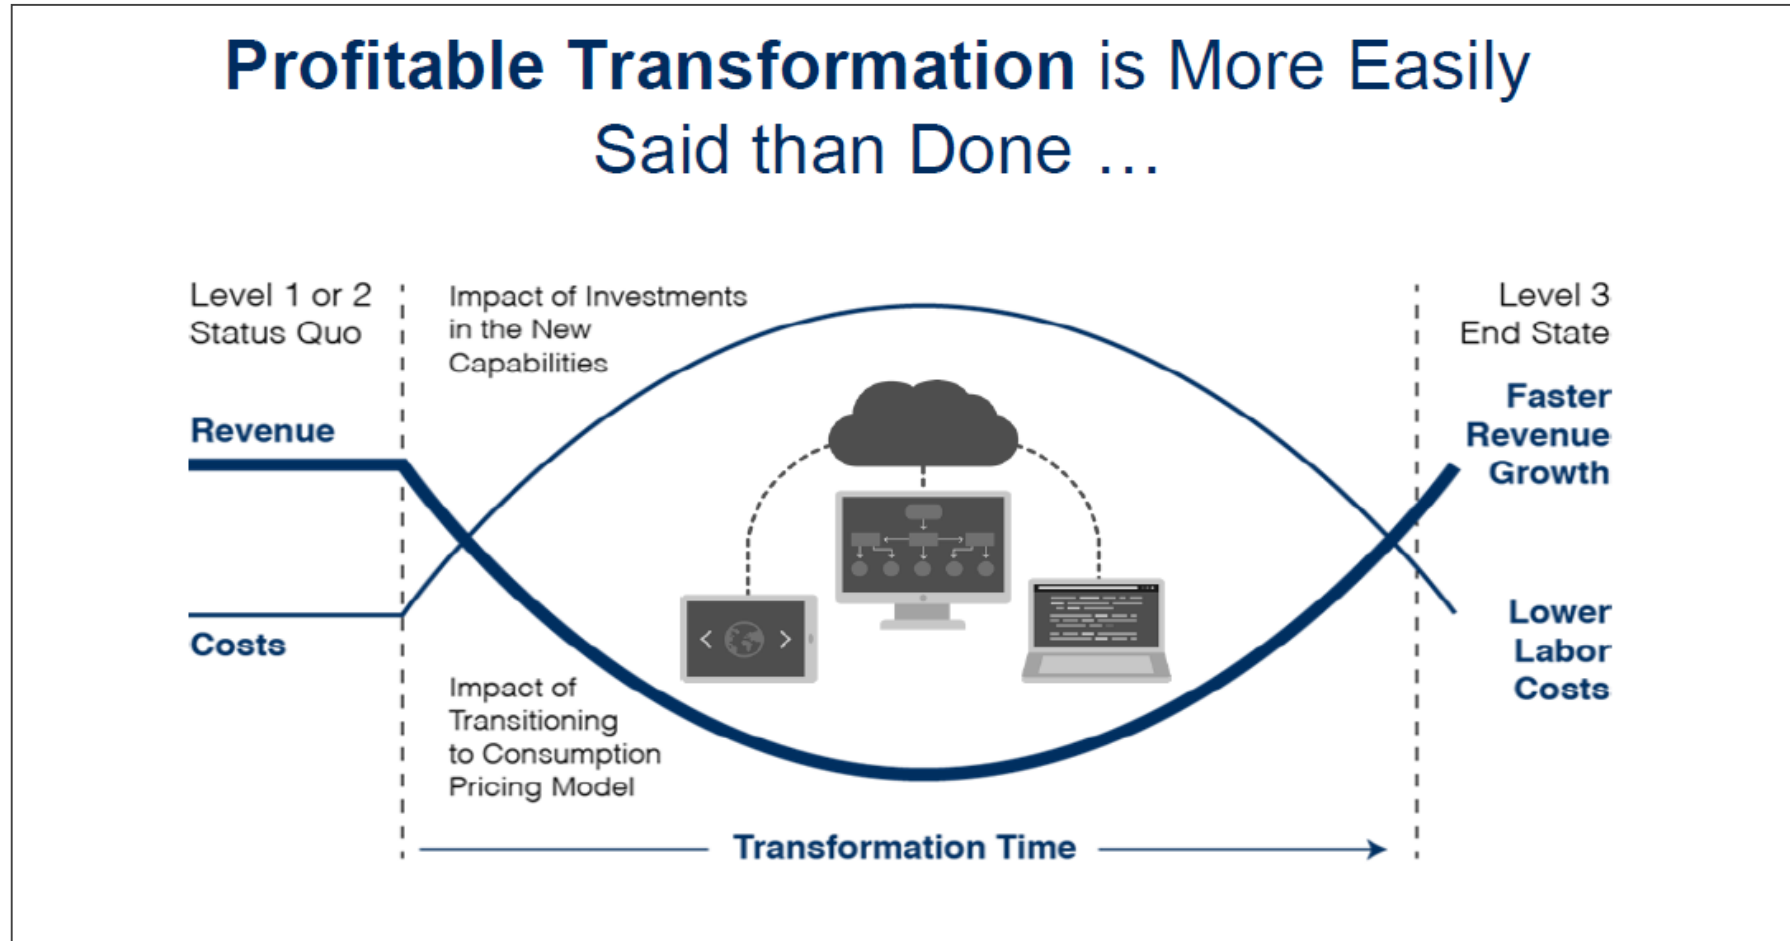 Profitable Transformation is More Easily
Said than Done ...
Level 1 or 2
Status Quo
Impact of Investments
in the New
Capabilities
Level 3
End State
Revenue
Faster
Revenue
Growth
Costs
Lower
Labor
Costs
Impact of
Transitioning
to Consumption
Pricing Model
Transformation Time